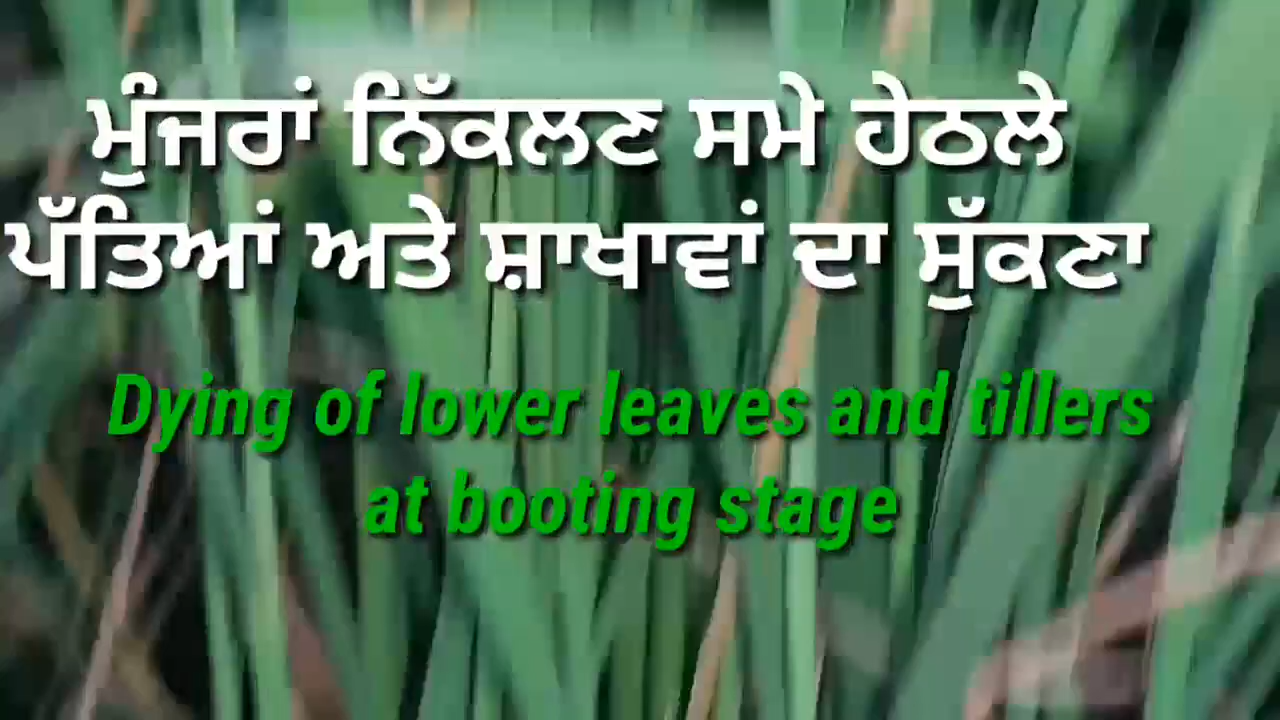 ਮੁੰਜਰਾਂ ਨਿੱਕਲਣ ਸਮੇ ਹੇਠਲੇ
ਪੱਤਿਆਂ ਅਤੇ ਸ਼ਾਖਾਵਾਂ ਦਾ ਸੁੱਕਣਾ
Dying of lower leaves and tillers
at booting stage